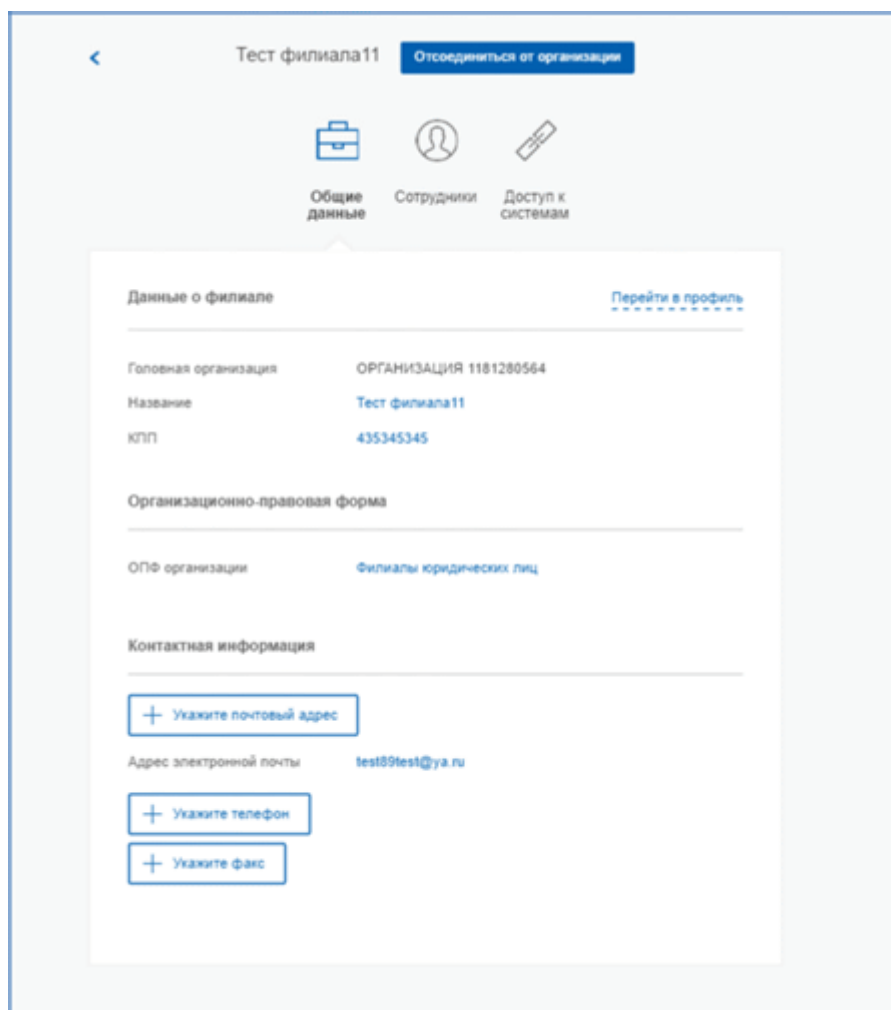 Тест филиала11 Отсоединиться от организации
Общие данные
Сотрудники
Доступ к системам
Данные о филиале Перейти в профиль
Головная организация ОРГАНИЗАЦИЯ 1181280564
Название Тест филиала11
КПП 435345345
Организационно-правовая форма
ОПФ организации Филиалы юридических лиц
Контактная информация
Укажите почтовый адрес
Адрес электронной почты test89test@ya.ru
Укажите телефон
Укажите факс